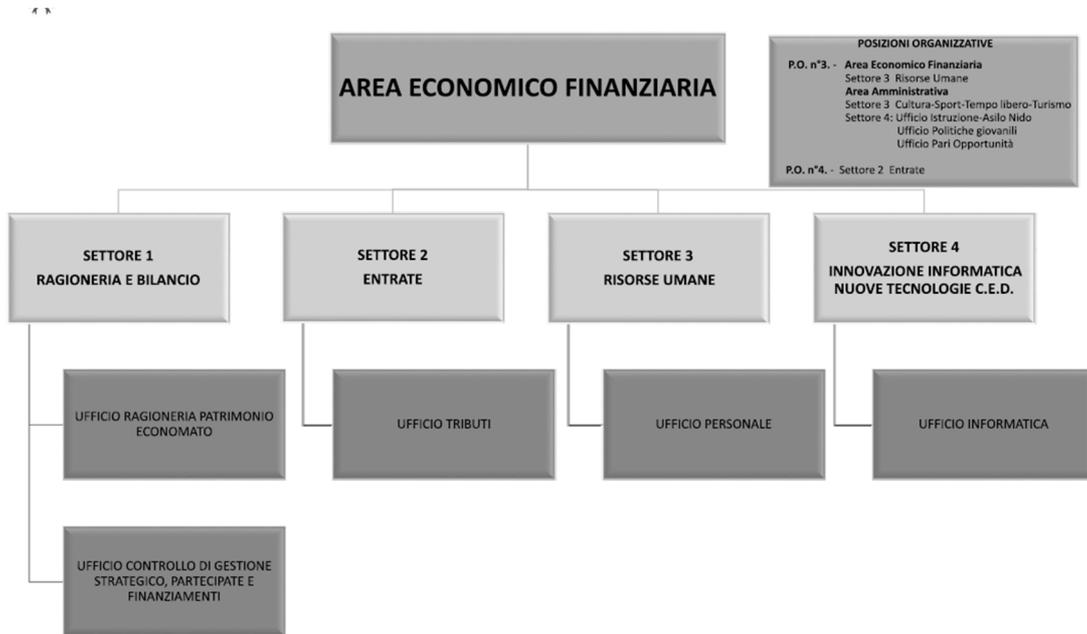 AREA ECONOMICO FINANZIARIA
POSIZIONI ORGANIZZATIVE
P.O. n°3. - Area Economico Finanziaria
Settore 3 Risorse Umane
Area Amministrativa
Settore 3 Cultura-Sport-Tempo libero-Turismo
Settore 4: Ufficio Istruzione-Asilo Nido
Ufficio Politiche giovanili
Ufficio Pari Opportunità
P.O. n°4. - Settore 2 Entrate
SETTORE 1
RAGIONERIA E BILANCIO
SETTORE 2
ENTRATE
SETTORE 3
RISORSE UMANE
SETTORE 4
INNOVAZIONE INFORMATICA
NUOVE TECNOLOGIE C.E.D.
UFFICIO RAGIONERIA PATRIMONIO
ECONOMATO
UFFICIO TRIBUTI
UFFICIO PERSONALE
UFFICIO INFORMATICA
UFFICIO CONTROLLO DI GESTIONE
STRATEGICO, PARTECIPATE E
FINANZIAMENTI